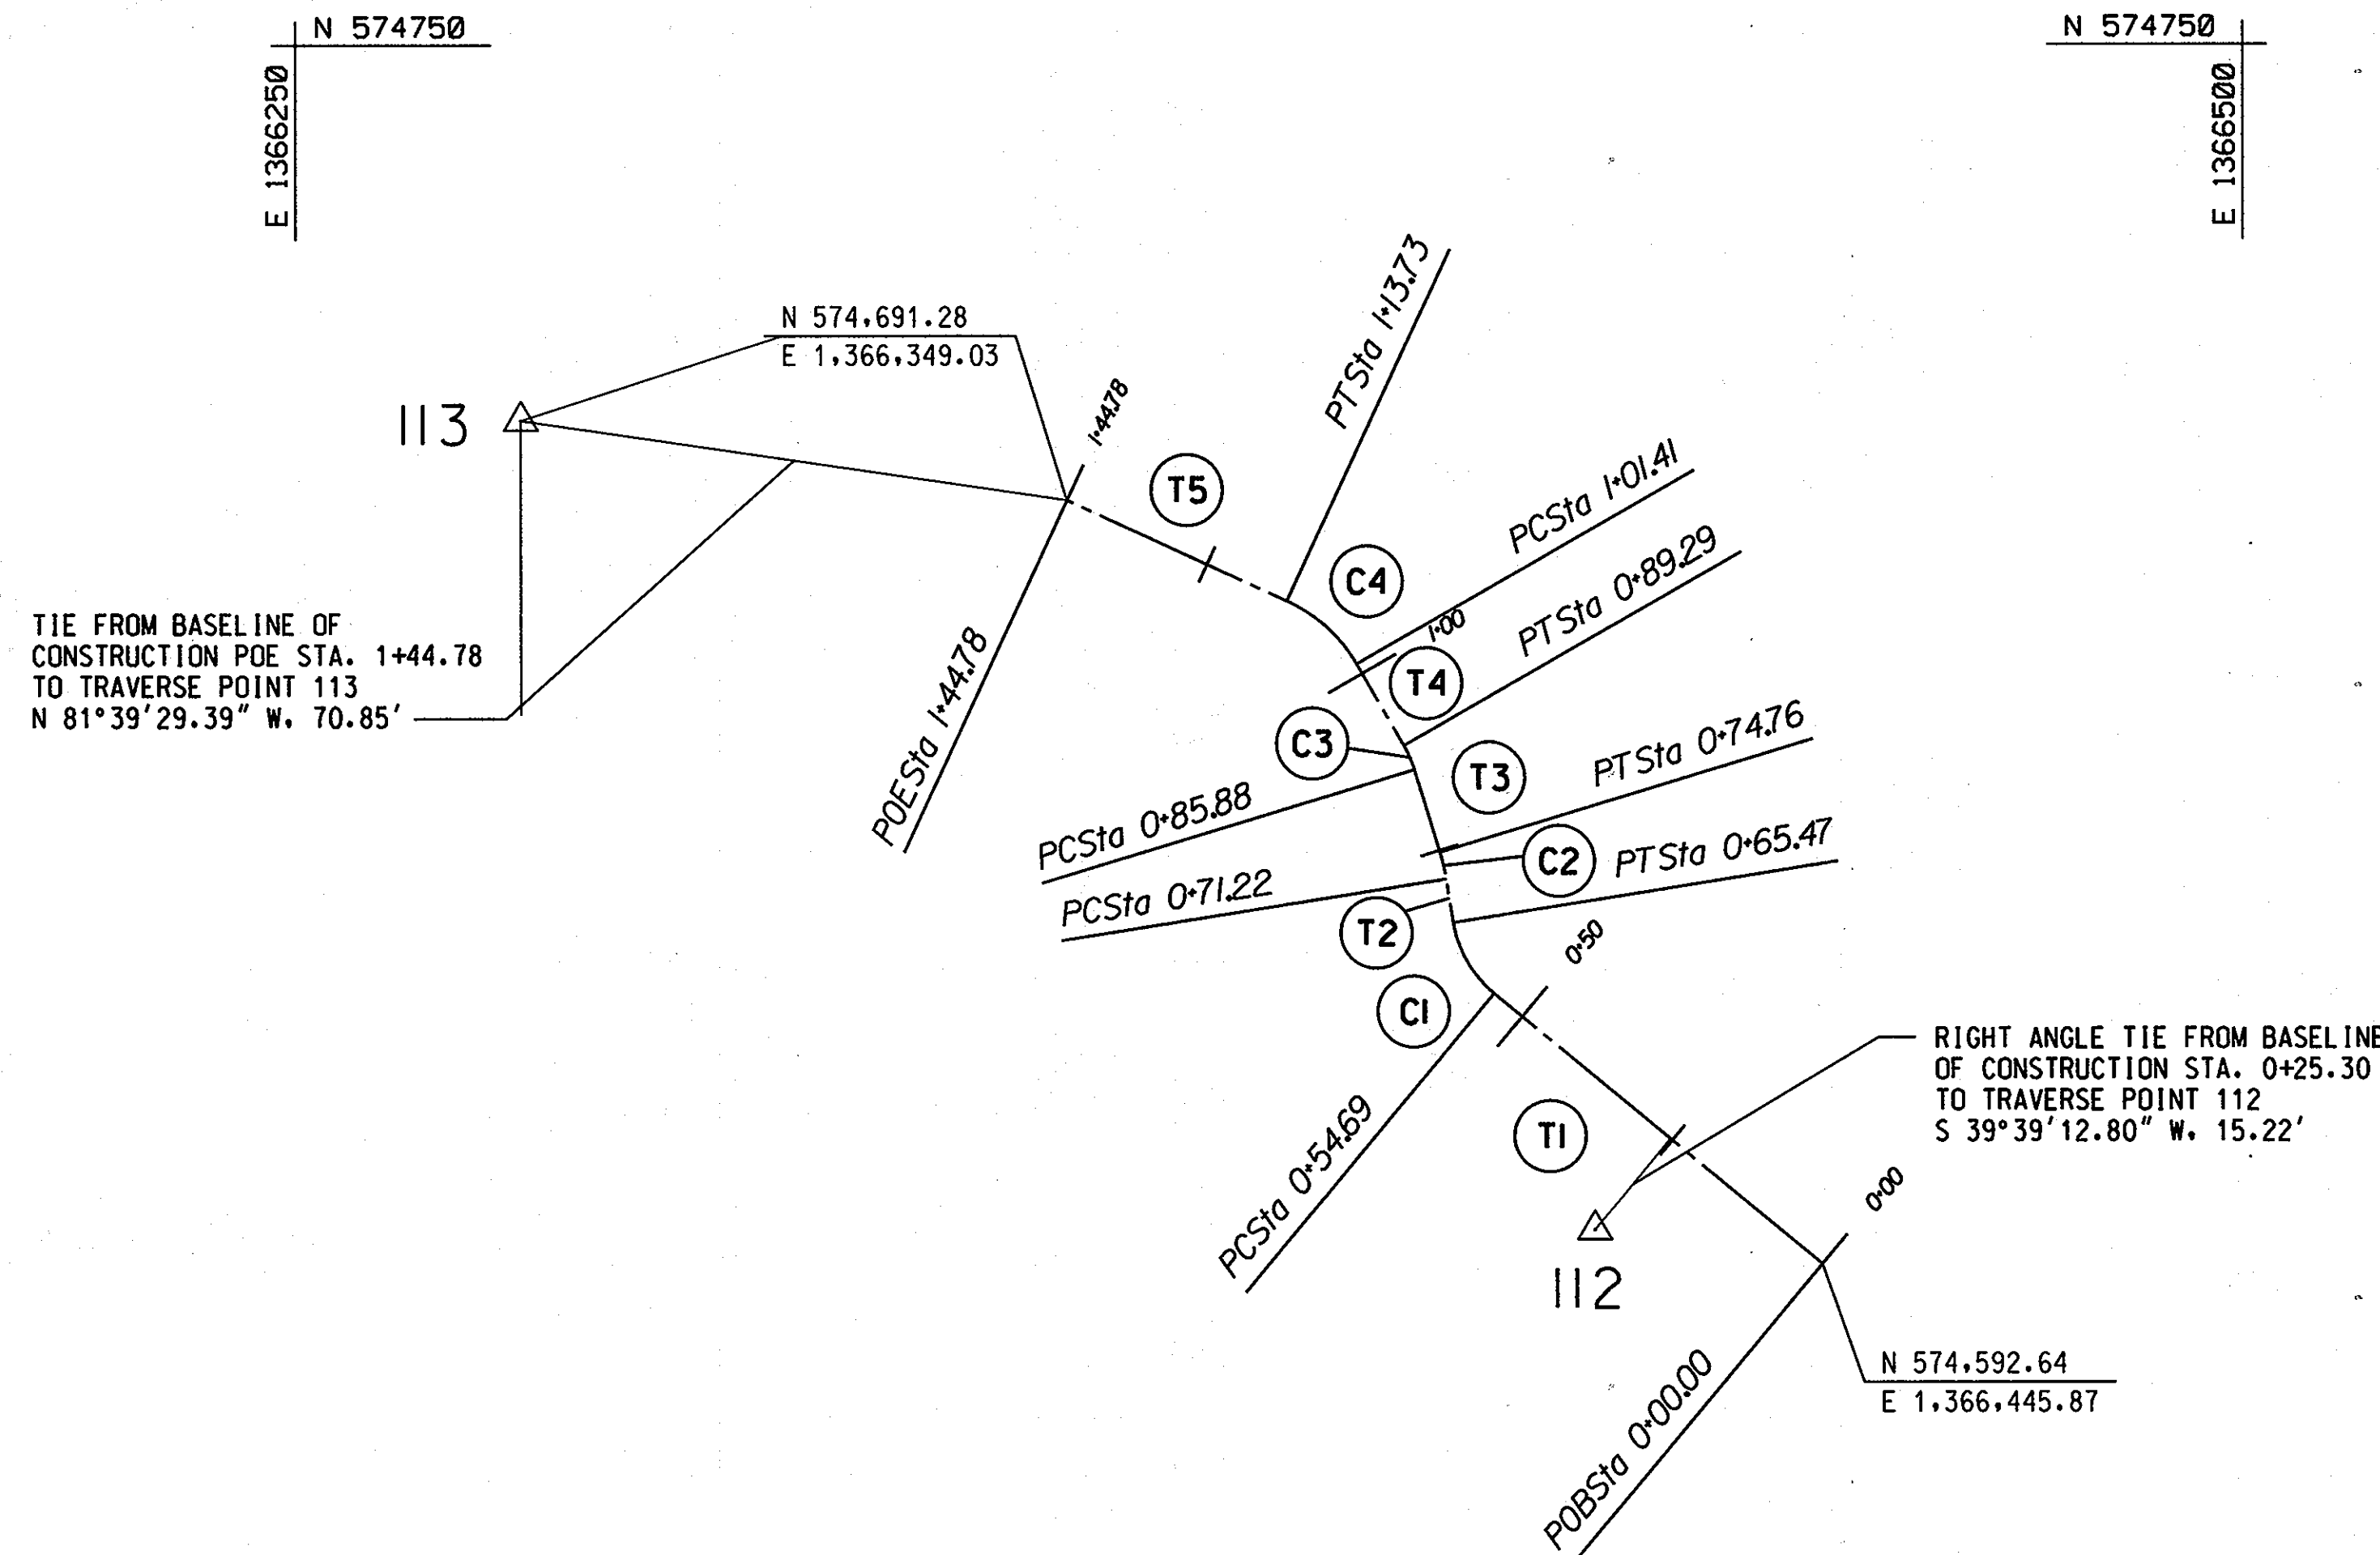 N 574750
E 1366250
N 574750
E 1366500
N 574,691.28
E 1,366,349.03
113
1+44.78
T5
PTSta 1+13.73
C4
PCSta 1+01.41
1+00
PTSta 0+89.29
T4
TIE FROM BASELINE OF
CONSTRUCTION POE STA. 1+44.78
TO TRAVERSE POINT 113
N 81°39'29.39" W, 70.85'
POESta 1+44.78
C3
T3
PTSta 0+74.76
PCSta 0+85.88
C2
PTSta 0+65.47
PCSta 0+71.22
T2
0+50
C1
RIGHT ANGLE TIE FROM BASELINE
OF CONSTRUCTION STA. 0+25.30
TO TRAVERSE POINT 112
S 39°39'12.80" W, 15.22'
T1
PCSta 0+54.69
0+00
112
POBSta 0+00.00
N 574,592.64
E 1,366,445.87